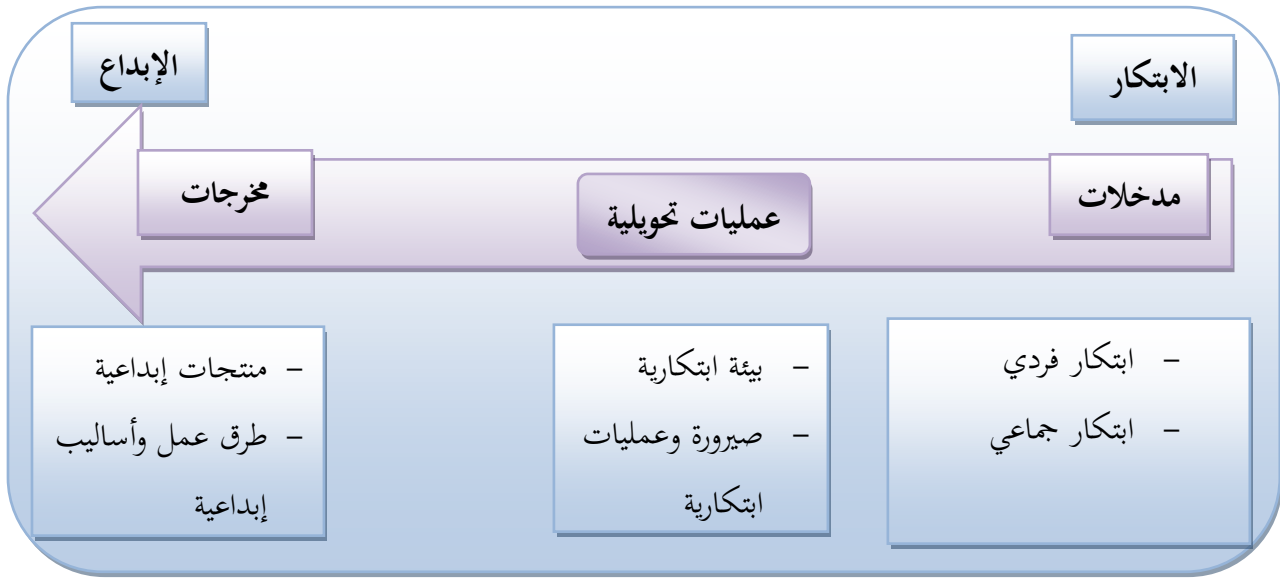 الابتكار
الإبداع
مدخلات
عمليات تحويلية
مخرجات
– ابتكار فردي
– ابتكار جماعي
– بيئة ابتكارية
– صيرورة وعمليات
ابتكارية
– منتجات إبداعية
– طرق عمل وأساليب
إبداعية